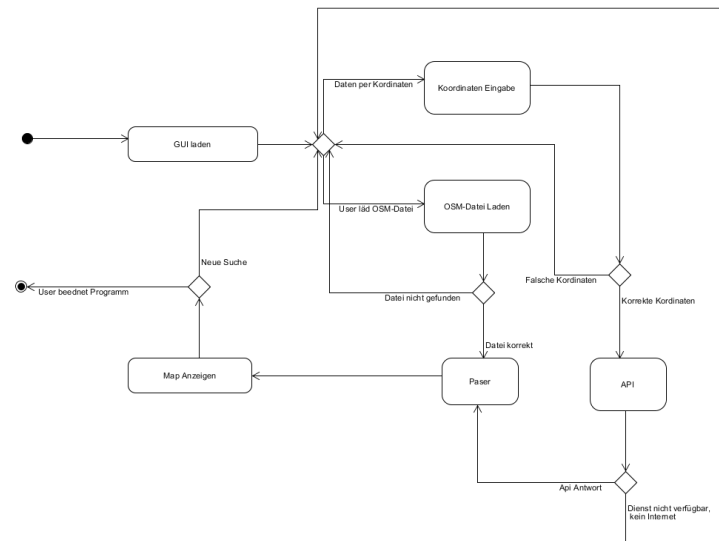 Daten per Kordinaten
Koordinaten Eingabe
GUI laden
User läd OSM-Datei
OSM-Datei Laden
Neue Suche
Falsche Kordinaten
User beednet Programm
Datei nicht gefunden
Korrekte Kordinaten
Datei korrekt
Map Anzeigen
Paser
API
Api Antwort
Dienst nicht verfügbar,
kein Internet